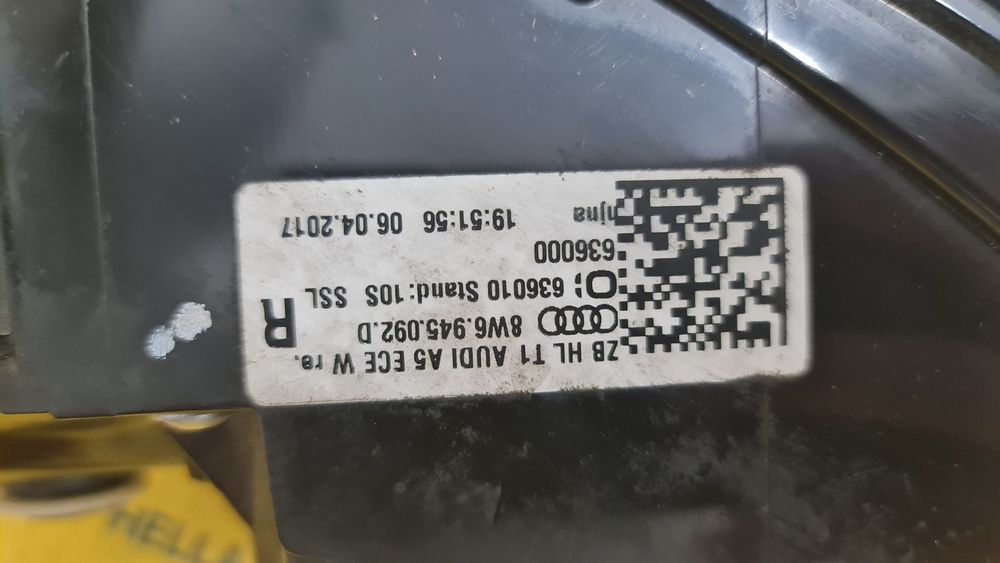 ZB HL T1 AUDI A5 ECE W re.
8W6.945.092.D
R
636010 Stand:10S SSL
636000
njna 19:51:56 06.04.2017
HELLA